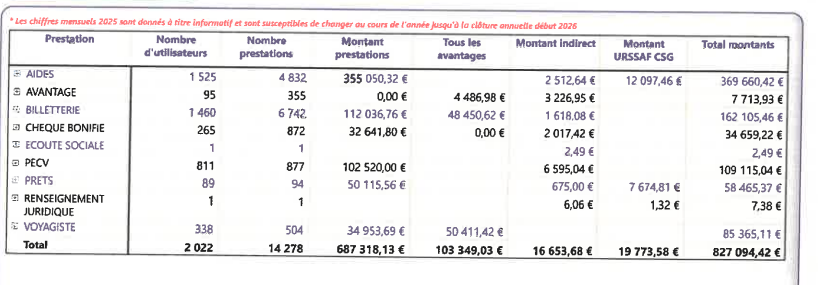 * Les chiffres mensuels 2025 sont donnés à titre informatif et sont susceptibles de changer au cours de l'année jusqu'à la clôture annuelle début 2026
Prestation Nombre d'utilisateurs Nombre prestations Montant prestations Tous les avantages Montant indirect Montant URSSAF CSG Total montants
AIDES 1 525 4 832 355 050,32 € 2 512,64 € 12 097,46 € 369 660,42 €
AVANTAGE 95 355 0,00 € 4 486,98 € 3 226,95 € 7 713,93 €
BILLETTERIE 1 460 6 742 112 036,76 € 48 450,62 € 1 618,08 € 162 105,46 €
CHEQUE BONIFIE 265 872 32 641,80 € 0,00 € 2 017,42 € 34 659,22 €
ECOUTE SOCIALE 1 1 2,49 € 2,49 €
PECV 811 877 102 520,00 € 6 595,04 € 109 115,04 €
PRETS 89 94 50 115,56 € 675,00 € 7 674,81 € 58 465,37 €
RENSEIGNEMENT JURIDIQUE 1 1 6,06 € 1,32 € 7,38 €
VOYAGISTE 338 504 34 953,69 € 50 411,42 € 85 365,11 €
Total 2 022 14 278 687 318,13 € 103 349,03 € 16 653,68 € 19 773,58 € 827 094,42 €